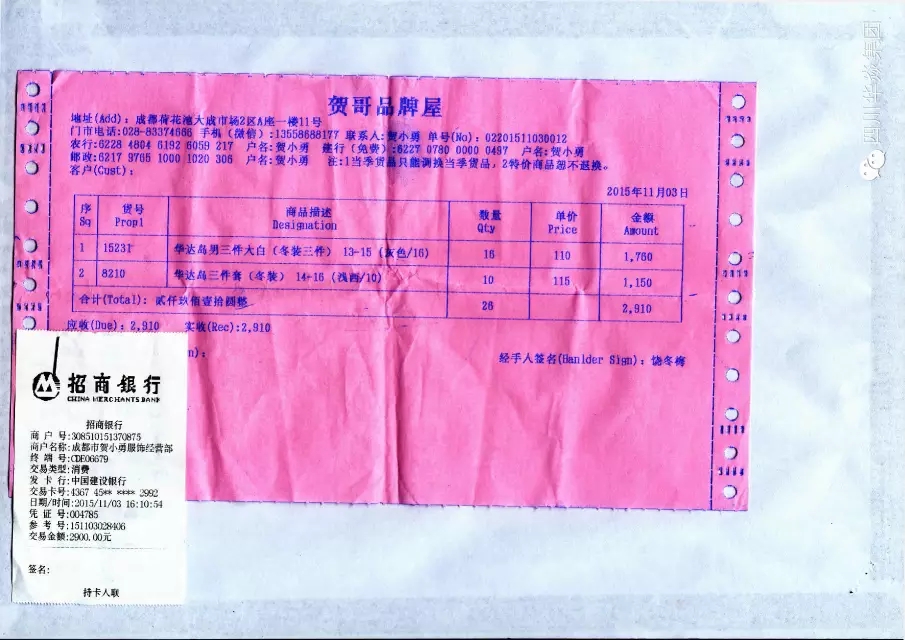 贺哥品牌屋
地址(Add)：成都荷花池大成市场2区A座一楼11号
门市电话:028-83374666 手机（微信）:13558688177 联系人:贺小勇 单号(No): 02201511030012
农行:6228 4804 6192 6059 217 户名:贺小勇 建行（免费）:6227 0780 0000 0497 户名:贺小勇
邮政:6217 9765 1000 1020 306 户名:贺小勇 注:1当季货品只能调换当季货品，2特价商品恕不退换。
客户(Cust)：
2015年11月03日
序 货号 商品描述 数量 单价 金额
Sq Prop1 Designation Qty Price Amount
1 15231 华达岛男三件大白（冬装三件） 13-15（灰色/16） 16 110 1,760
2 8210 华达岛三件套（冬装） 14-16（浅西/10） 10 115 1,150
合计(Total)：贰仟玖佰壹拾圆整 26 2,910
应收(Due)：2,910 实收(Rec):2,910
n)：
经手人签名(Hanlder Sign)：饶冬梅
招商银行
CHINA MERCHANTS BANK
招商银行
商 户 号:308510151370875
商户名称:成都市贺小勇服饰经营部
终 端 号:CDE06679
交易类型:消费
发 卡 行:中国建设银行
交易卡号:4367 45** **** 2992
日期/时间:2015/11/03 16:10:54
凭 证 号:004785
参 考 号:151103028406
交易金额:2900.00元
签名:
持卡人联
四川华焱集团